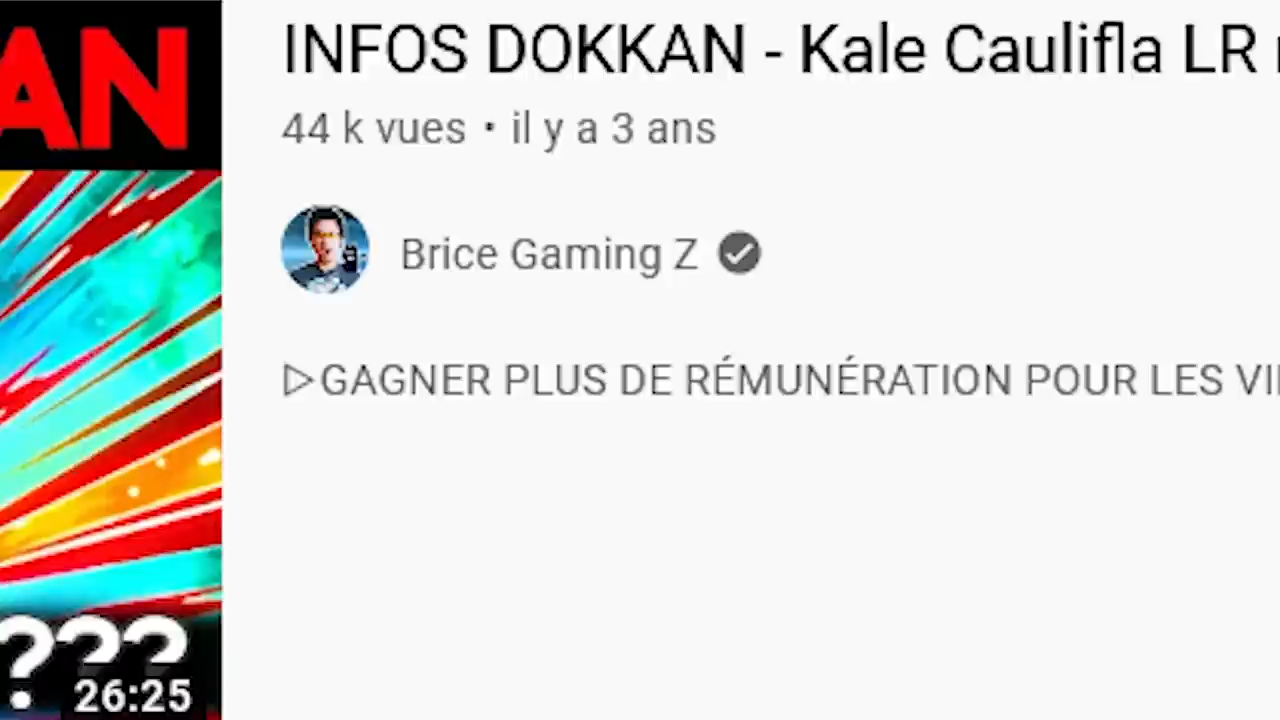 AN
INFOS DOKKAN - Kale Caulifla LR
44 k vues • il y a 3 ans
Brice Gaming Z
▷GAGNER PLUS DE RÉMUNÉRATION POUR LES
???
26:25